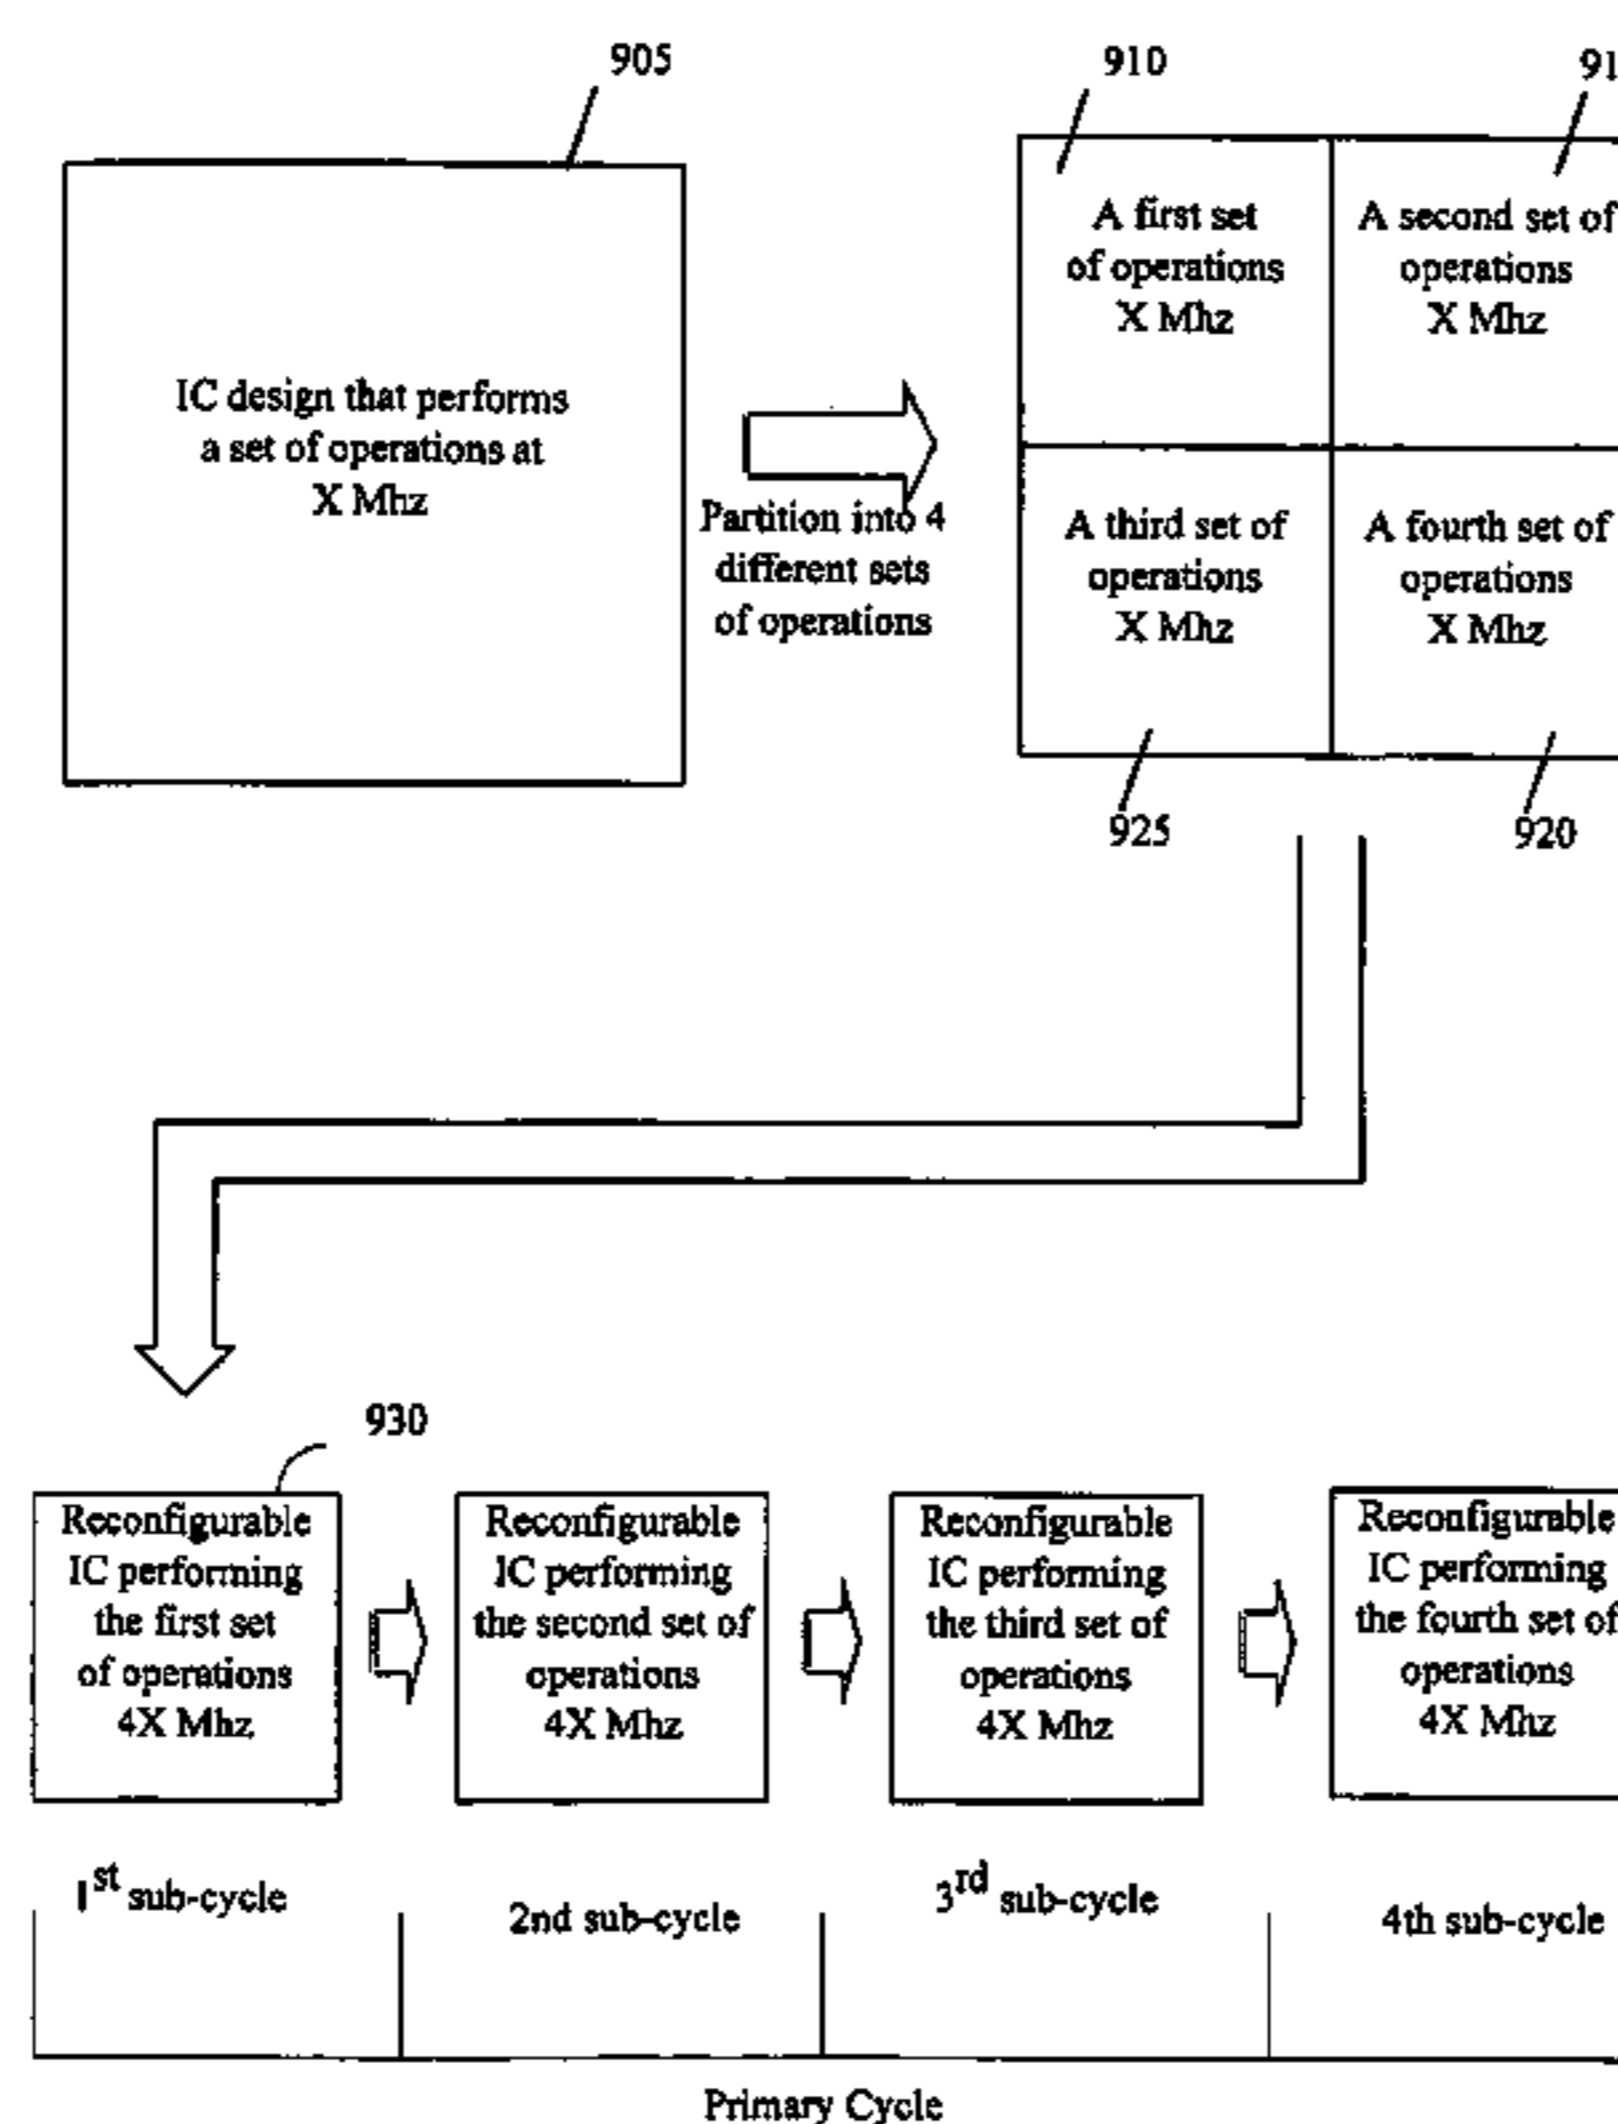 905
910
91
IC design that performs
a set of operations at
X Mhz
Partition into 4
different sets
of operations
A first set
of operations
X Mhz
A second set of
operations
X Mhz
A third set of
operations
X Mhz
A fourth set of
operations
X Mhz
925
920
930
Reconfigurable
IC performing
the first set
of operations
4X Mhz
Reconfigurable
IC performing
the second set of
operations
4X Mhz
Reconfigurable
IC performing
the third set of
operations
4X Mhz
Reconfigurable
IC performing
the fourth set of
operations
4X Mhz
1st sub-cycle
2nd sub-cycle
3rd sub-cycle
4th sub-cycle
Primary Cycle